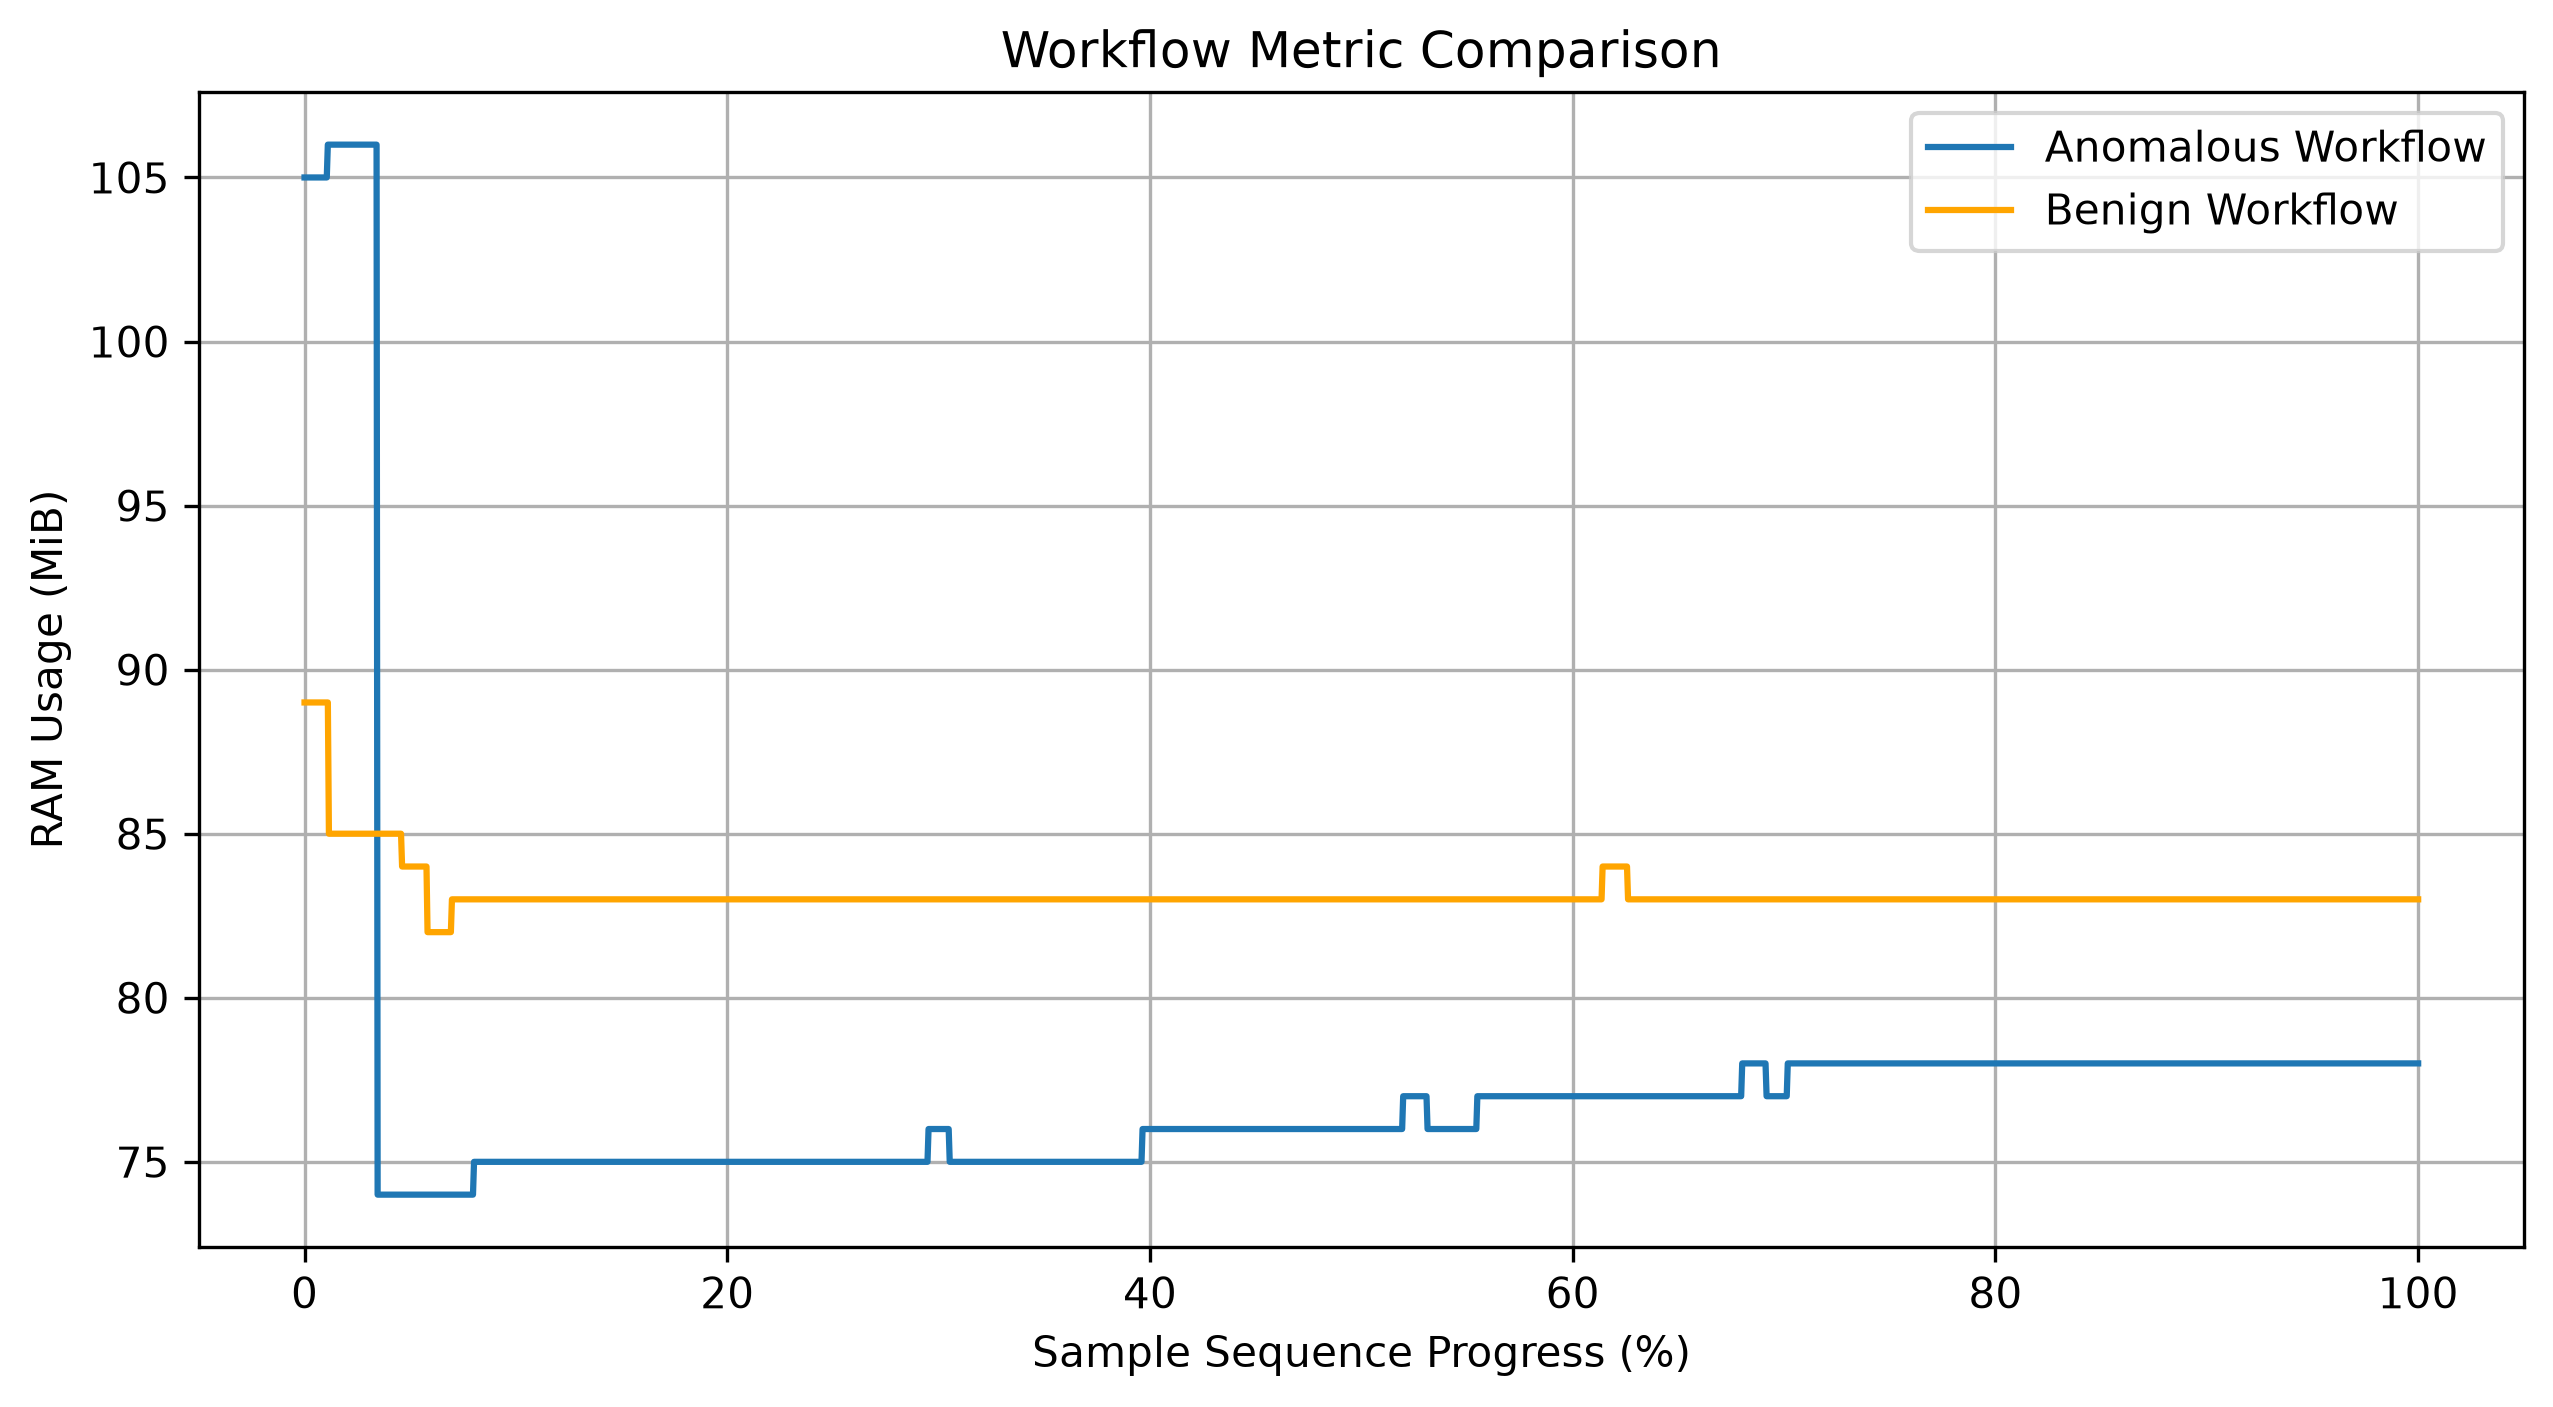 Workflow Metric Comparison
Anomalous Workflow
Benign Workflow
RAM Usage (MiB)
105
100
95
90
85
80
75
0 20 40 60 80 100
Sample Sequence Progress (%)